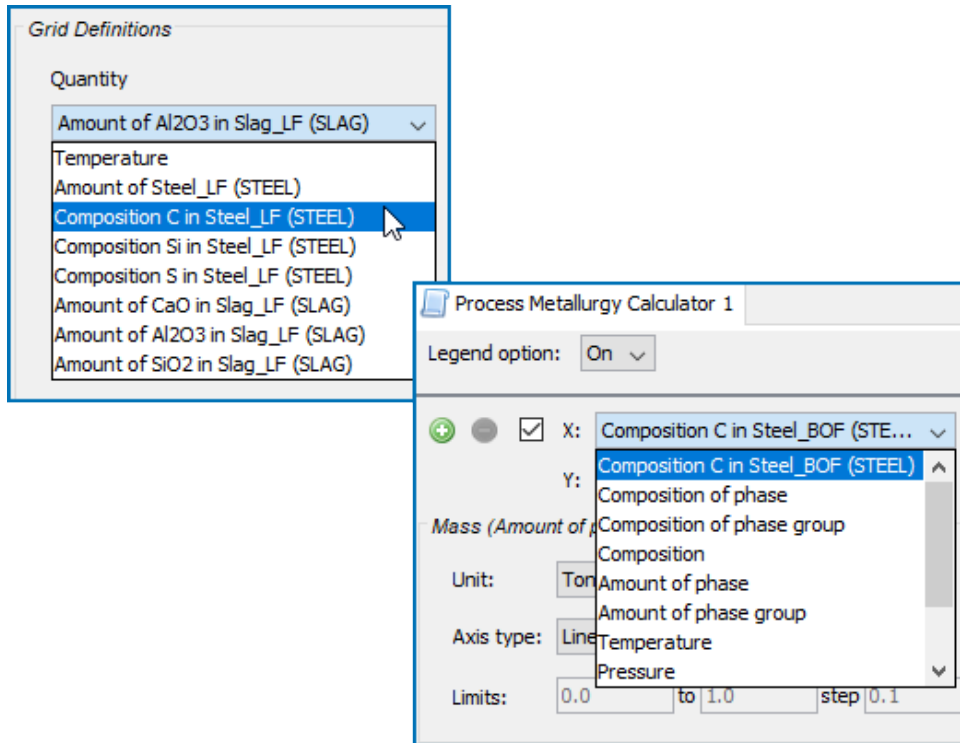 Grid Definitions
Quantity
Amount of Al2O3 in Slag_LF (SLAG)
Temperature
Amount of Steel_LF (STEEL)
Composition C in Steel_LF (STEEL)
Composition Si in Steel_LF (STEEL)
Composition S in Steel_LF (STEEL)
Amount of CaO in Slag_LF (SLAG)
Amount of Al2O3 in Slag_LF (SLAG)
Amount of SiO2 in Slag_LF (SLAG)
Process Metallurgy Calculator 1
Legend option: On
X: Composition C in Steel_BOF (STE...
Composition C in Steel_BOF (STEEL)
Y:
Composition of phase
Composition of phase group
Mass (Amount of
Composition
Unit:
Amount of phase
Amount of phase group
Axis type:
Temperature
Pressure
Limits: 0.0 to 1.0 step 0.1